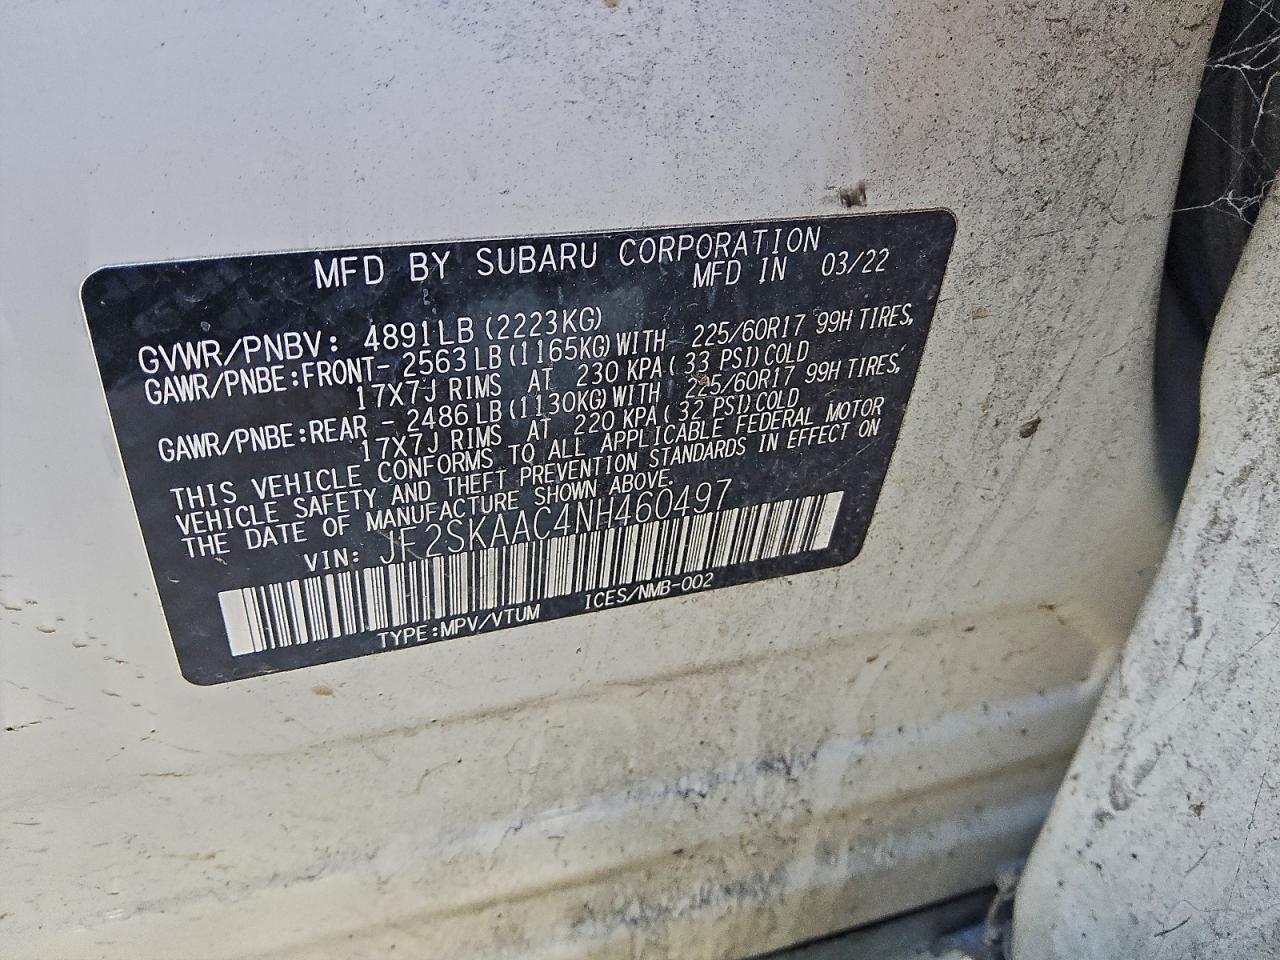 MFD BY SUBARU CORPORATION
MFD IN 03/22
GVWR/PNBV: 4891LB(2223KG)
GAWR/PNBE:FRONT- 2563LB(1165KG)WITH 225/60R17 99H TIRES,
17X7J RIMS AT 230 KPA(33 PSI)COLD
GAWR/PNBE:REAR - 2486LB(1130KG)WITH 225/60R17 99H TIRES,
17X7J RIMS AT 220 KPA(32 PSI)COLD
THIS VEHICLE CONFORMS TO ALL APPLICABLE FEDERAL MOTOR
VEHICLE SAFETY AND THEFT PREVENTION STANDARDS IN EFFECT ON
THE DATE OF MANUFACTURE SHOWN ABOVE.
VIN: JF2SKAAC4NH460497
TYPE:MPV/VTUM ICES/NMB-002